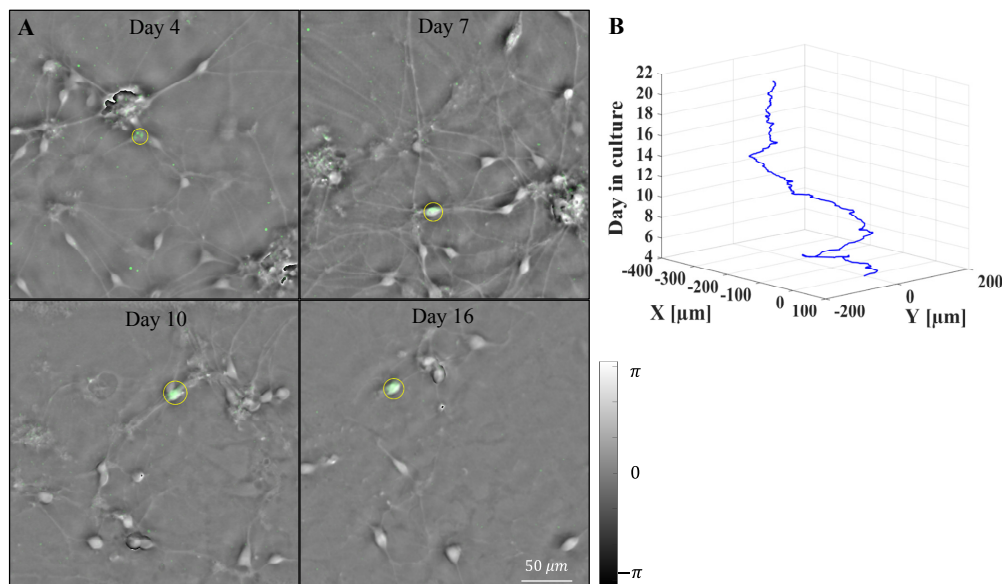 A
Day 4
Day 7
Day 10
Day 16
50 μm
π
0
−π
B
22
20
18
16
14
12
10
8
6
4
Day in culture
-400
-300
-200
-100
0
100
X [μm]
-200
0
200
Y [μm]